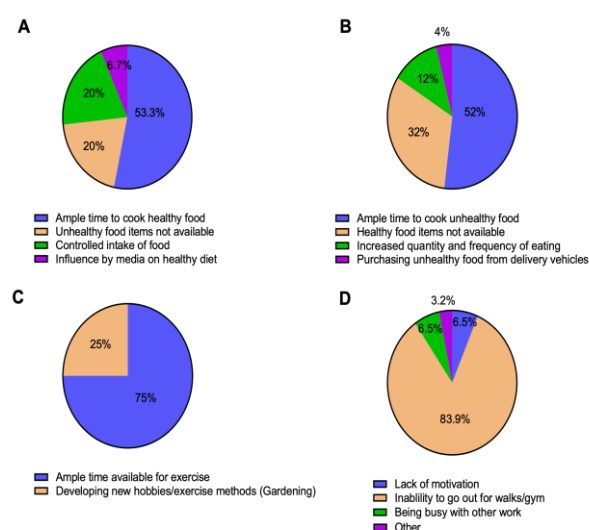 A
6.7%
20%
53.3%
20%
Ample time to cook healthy food
Unhealthy food items not available
Controlled intake of food
Influence by media on healthy diet
B
4%
12%
52%
32%
Ample time to cook unhealthy food
Healthy food items not available
Increased quantity and frequency of eating
Purchasing unhealthy food from delivery vehicles
C
25%
75%
Ample time available for exercise
Developing new hobbies/exercise methods (Gardening)
D
3.2%
6.5%
6.5%
83.9%
Lack of motivation
Inablility to go out for walks/gym
Being busy with other work
Other